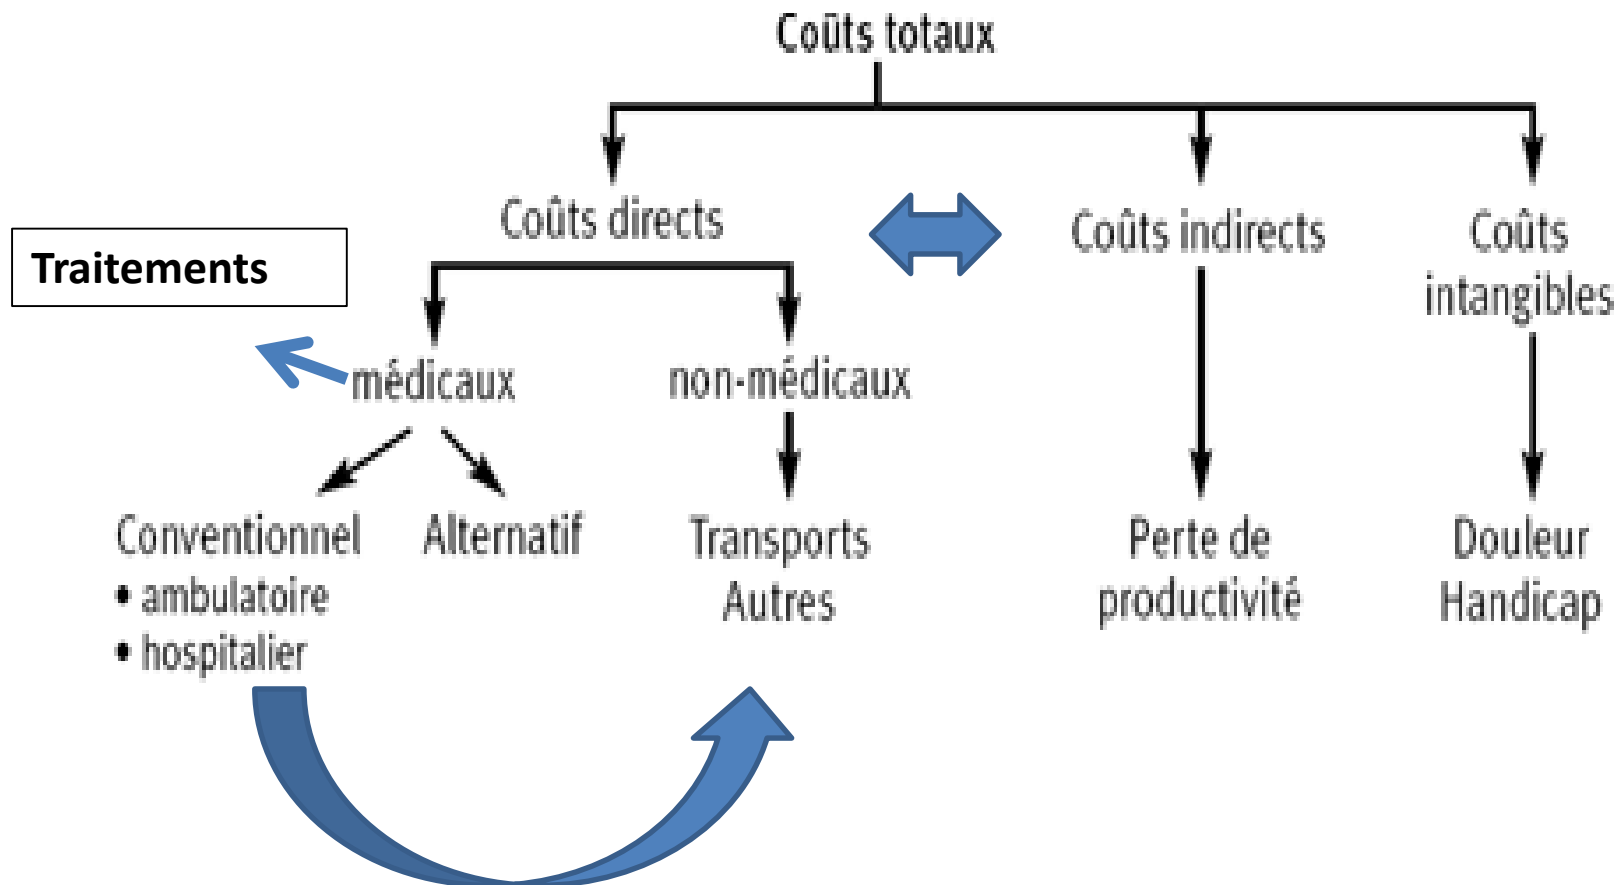 Coûts totaux
Coûts directs
Coûts indirects
Coûts
intangibles
Traitements
médicaux
non-médicaux
Conventionnel
• ambulatoire
• hospitalier
Alternatif
Transports
Autres
Perte de
productivité
Douleur
Handicap